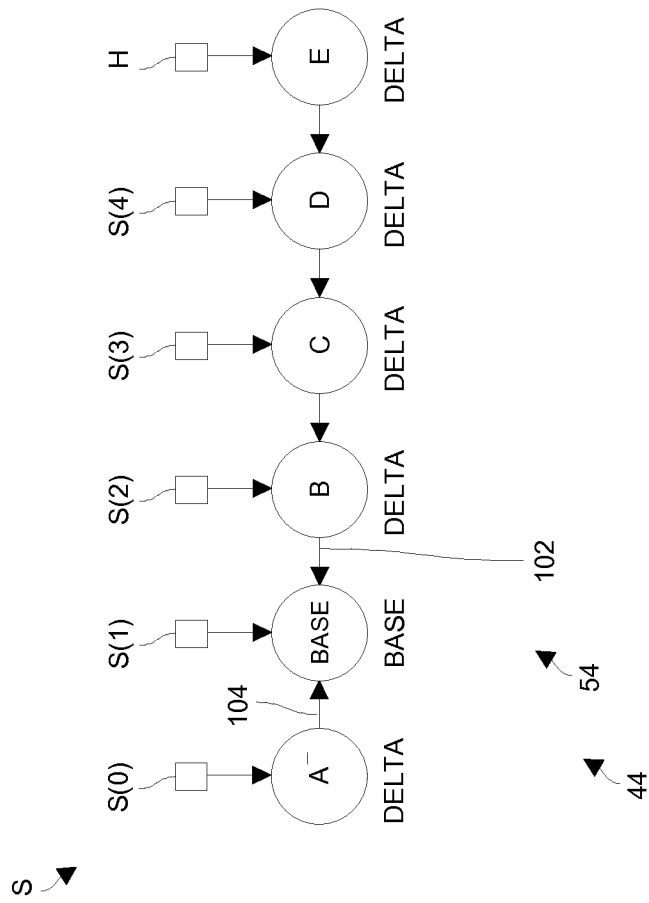 S
S(0)
S(1)
S(2)
S(3)
S(4)
H
104
A⁻
BASE
B
C
D
E
DELTA
BASE
DELTA
DELTA
DELTA
DELTA
102
54
44